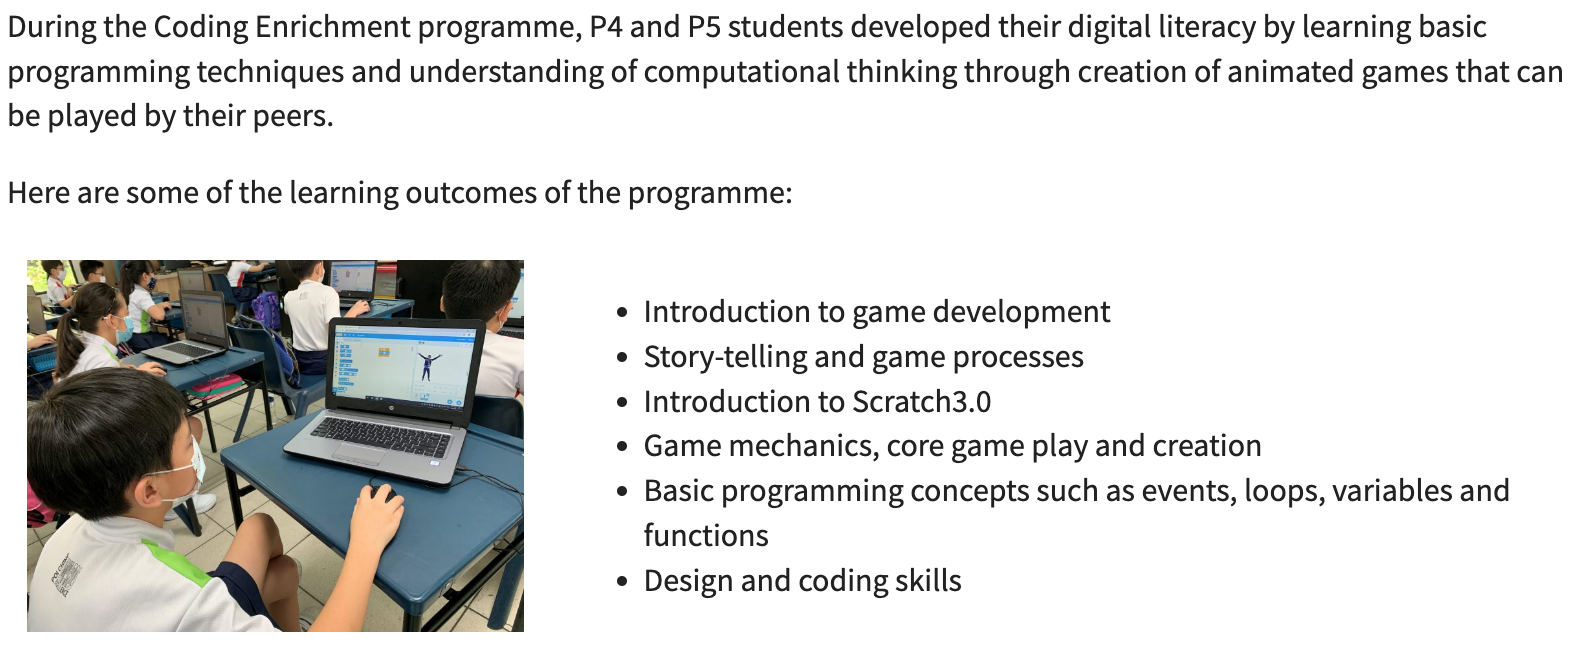 During the Coding Enrichment programme, P4 and P5 students developed their digital literacy by learning basic
programming techniques and understanding of computational thinking through creation of animated games that can
be played by their peers.
Here are some of the learning outcomes of the programme:
• Introduction to game development
• Story-telling and game processes
• Introduction to Scratch3.0
• Game mechanics, core game play and creation
• Basic programming concepts such as events, loops, variables and
functions
• Design and coding skills